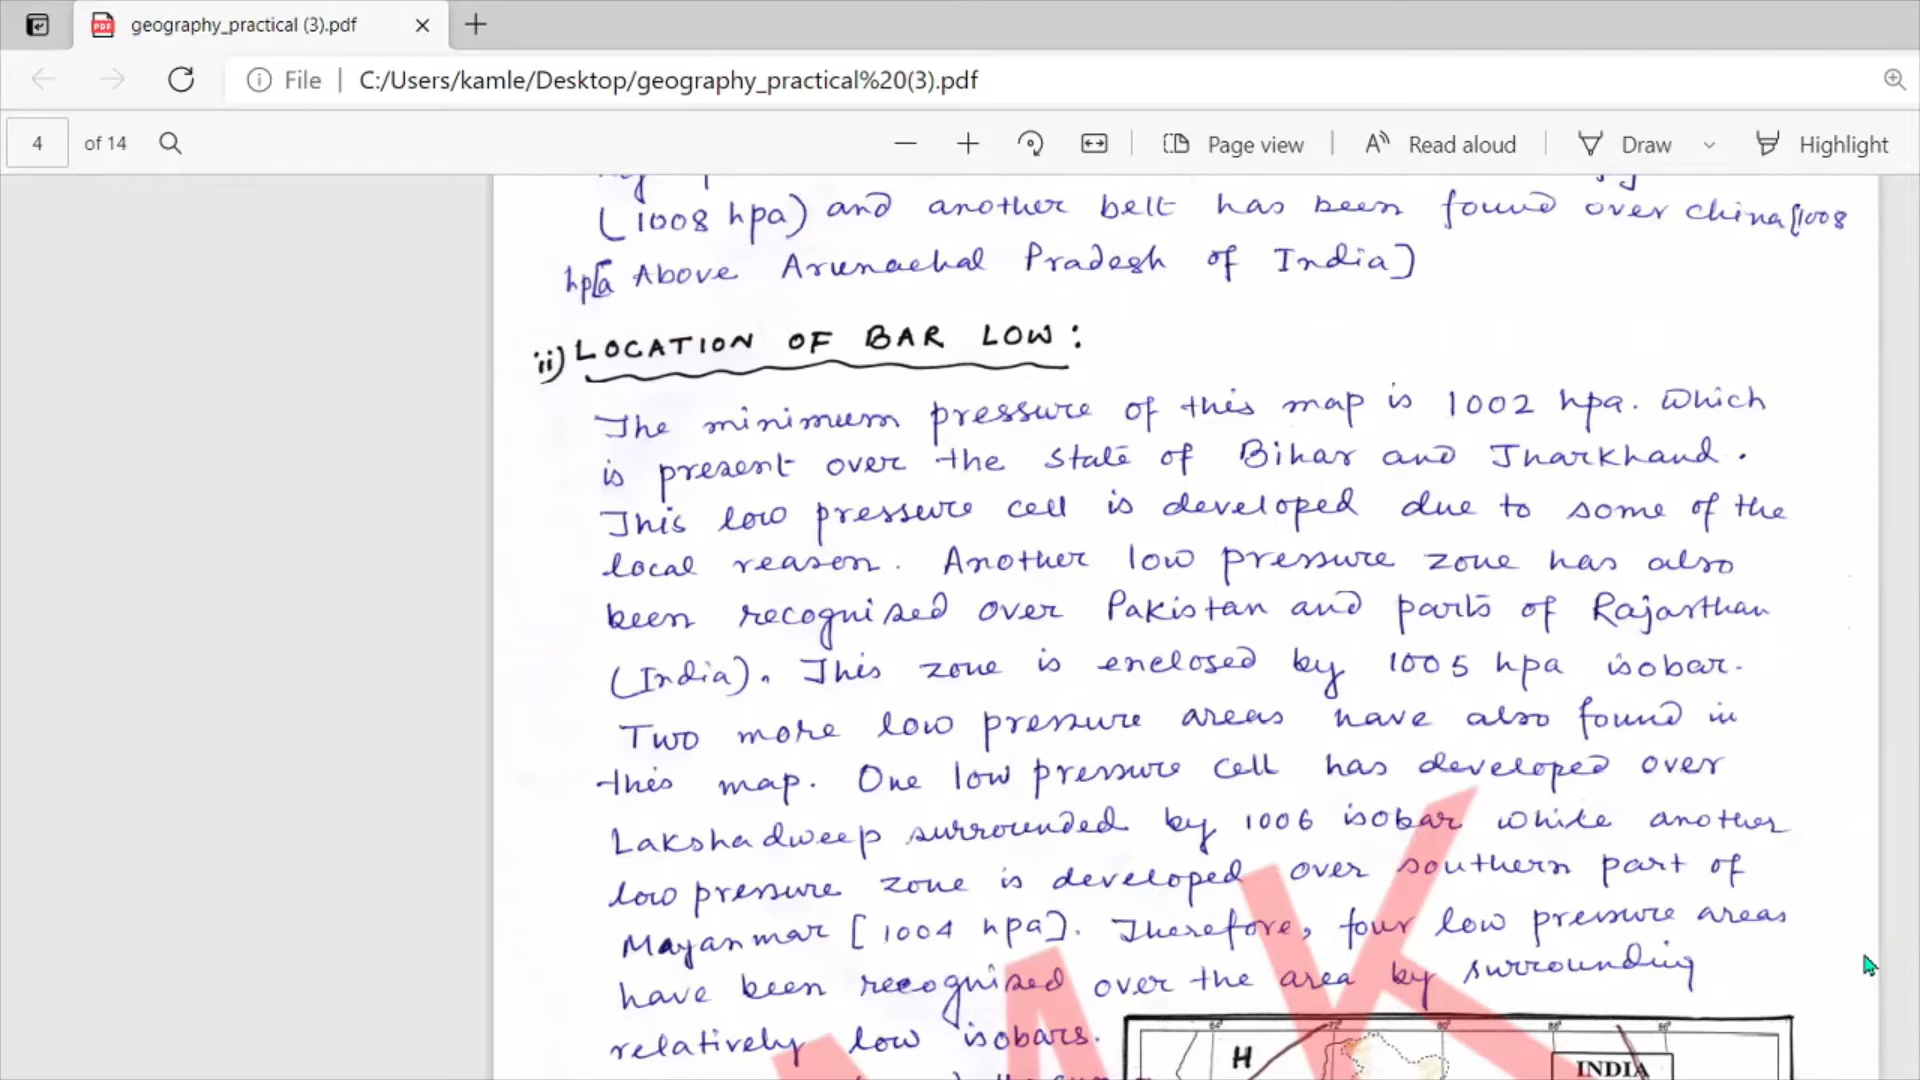 geography_practical (3).pdf
File | C:/Users/kamle/Desktop/geography_practical%20(3).pdf
4 of 14 Page view Read aloud Draw Highlight
(1008 hpa) and another belt has been found over china[1008
hpa Above Arunachal Pradesh of India]
ii) LOCATION OF BAR LOW:
The minimum pressure of this map is 1002 hpa. Which
is present over the state of Bihar and Jharkhand.
This low pressure cell is developed due to some of the
local reason. Another low pressure zone has also
been recognised over Pakistan and parts of Rajasthan
(India). This zone is enclosed by 1005 hpa isobar.
Two more low pressure areas have also found in
this map. One low pressure cell has developed over
Lakshadweep surrounded by 1006 isobar while another
low pressure zone is developed over southern part of
Mayanmar [1004 hpa]. Therefore, four low pressure areas
have been recognised over the area by surrounding
relatively low isobars.
H
INDIA